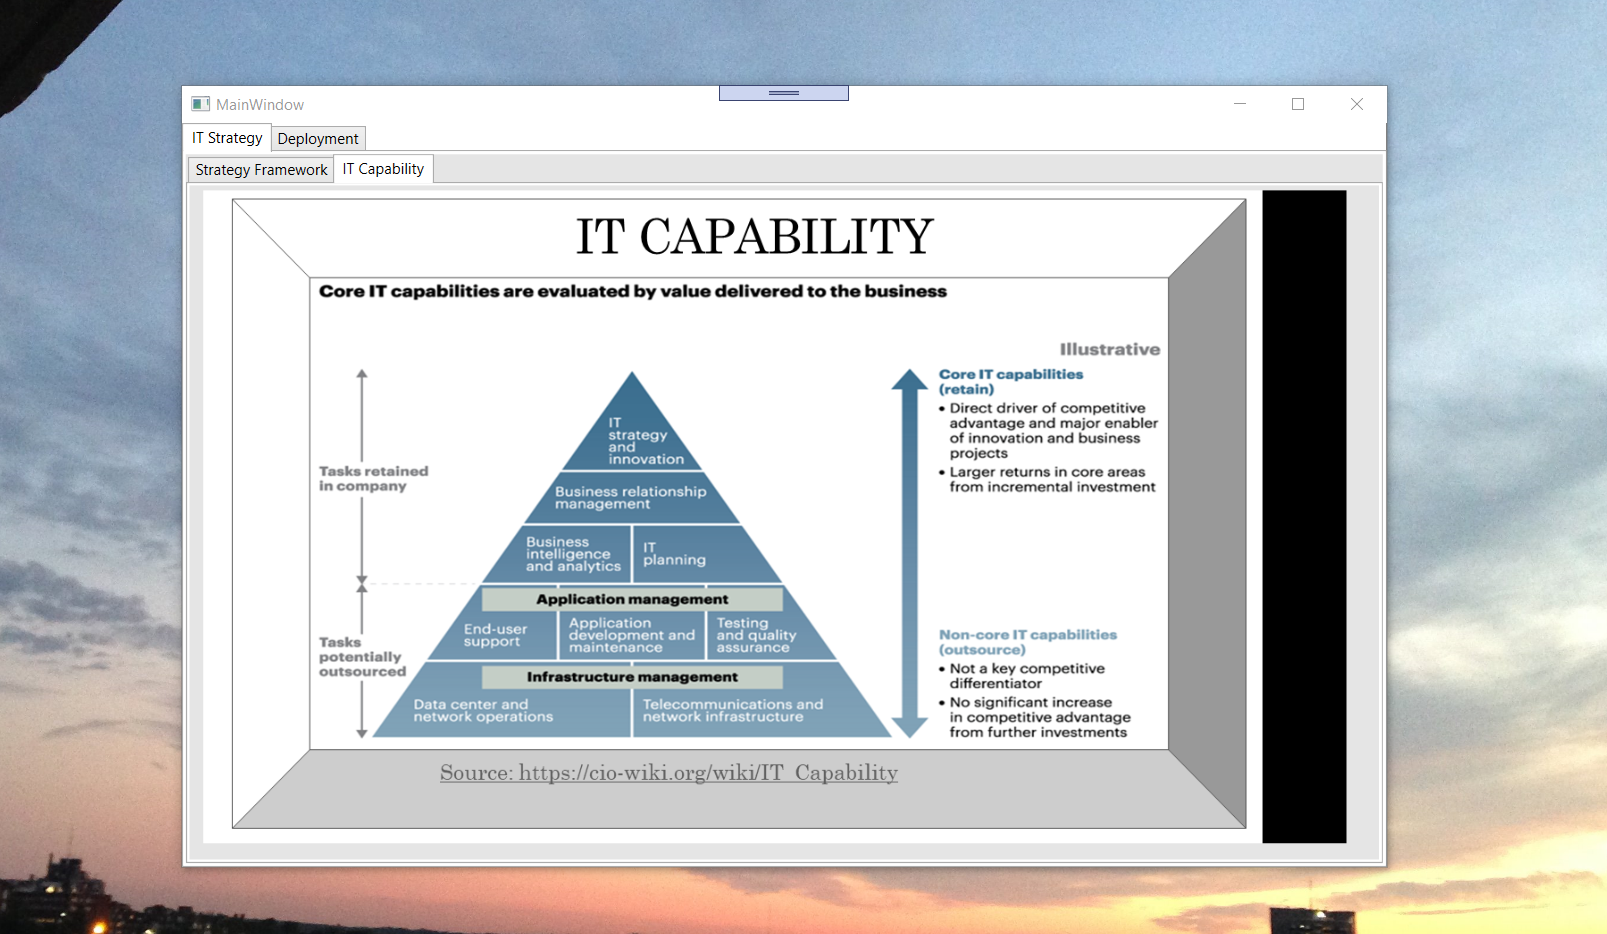 MainWindow
IT Strategy
Deployment
Strategy Framework
IT Capability
IT CAPABILITY
Core IT capabilities are evaluated by value delivered to the business
Illustrative
Tasks retained
in company
Tasks
potentially
outsourced
IT
strategy
and
innovation
Business relationship
management
Business
intelligence
and analytics
IT
planning
Application management
End-user
support
Application
development and
maintenance
Testing
and quality
assurance
Infrastructure management
Data center and
network operations
Telecommunications and
network infrastructure
Core IT capabilities
(retain)
• Direct driver of competitive
advantage and major enabler
of innovation and business
projects
• Larger returns in core areas
from incremental investment
Non-core IT capabilities
(outsource)
• Not a key competitive
differentiator
• No significant increase
in competitive advantage
from further investments
Source: https://cio-wiki.org/wiki/IT_Capability